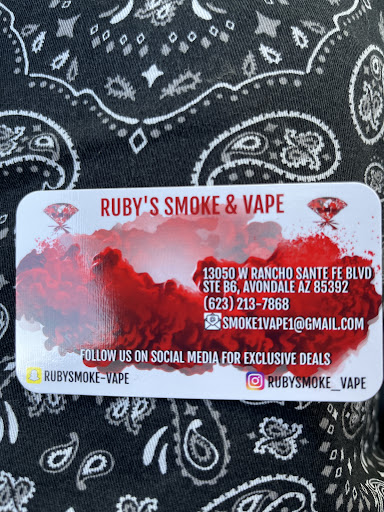 RUBY'S SMOKE & VAPE
13050 W RANCHO SANTE FE BLVD
STE B6, AVONDALE AZ 85392
(623) 213-7868
SMOKE1VAPE1@GMAIL.COM
FOLLOW US ON SOCIAL MEDIA FOR EXCLUSIVE DEALS
RUBYSMOKE-VAPE RUBYSMOKE_VAPE